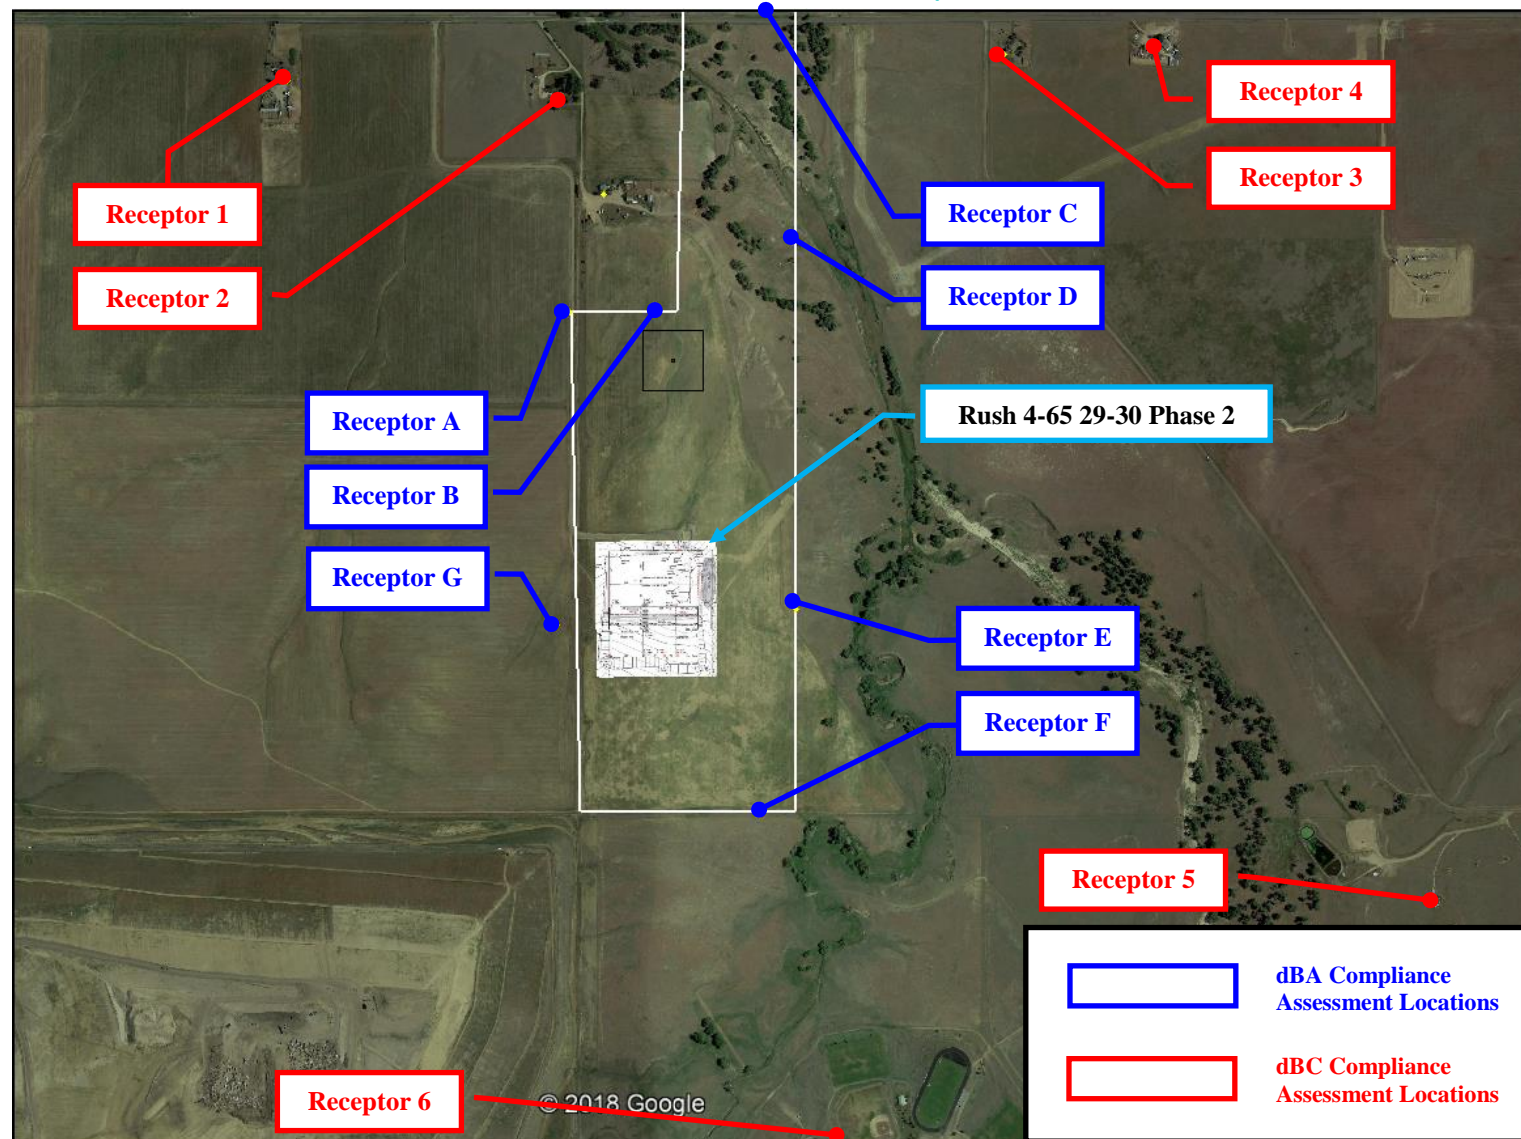 Receptor 4
Receptor 3
Receptor 1
Receptor C
Receptor 2
Receptor D
Receptor A
Rush 4-65 29-30 Phase 2
Receptor B
Receptor G
Receptor E
Receptor F
Receptor 5
dBA Compliance
Assessment Locations
dBC Compliance
Assessment Locations
Receptor 6
© 2018 Google